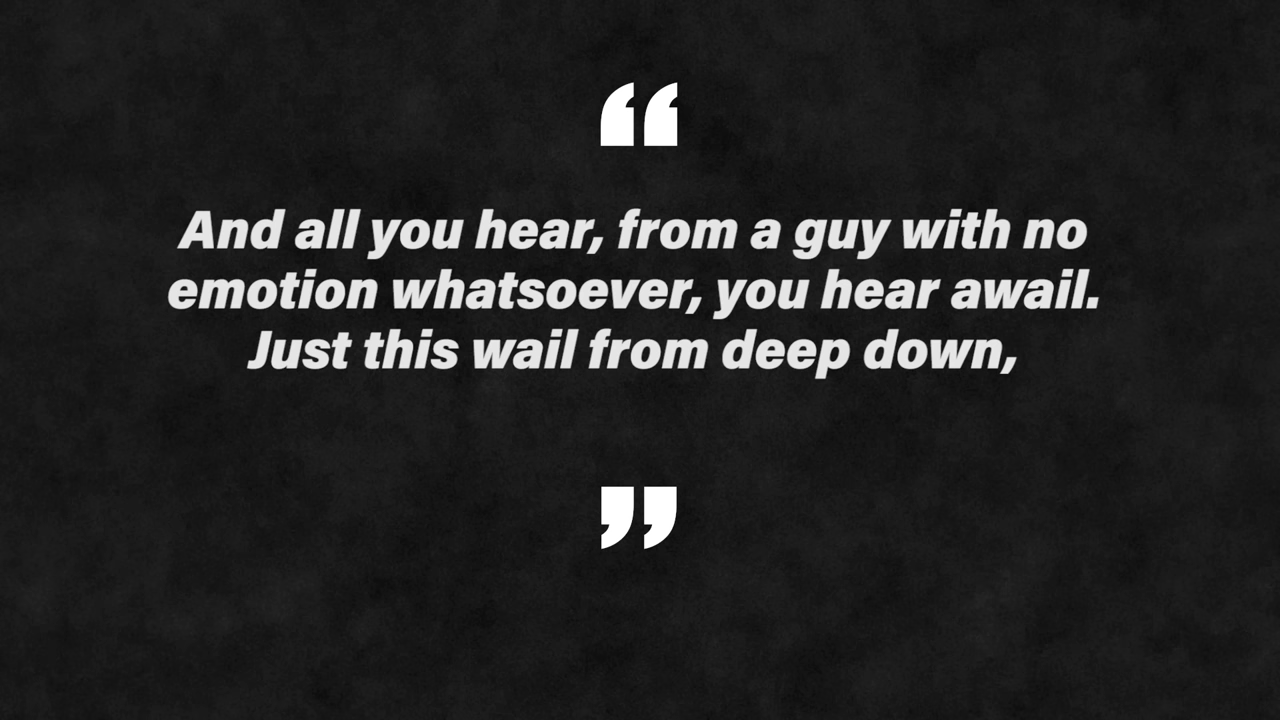 “
And all you hear, from a guy with no
emotion whatsoever, you hear awail.
Just this wail from deep down,
”